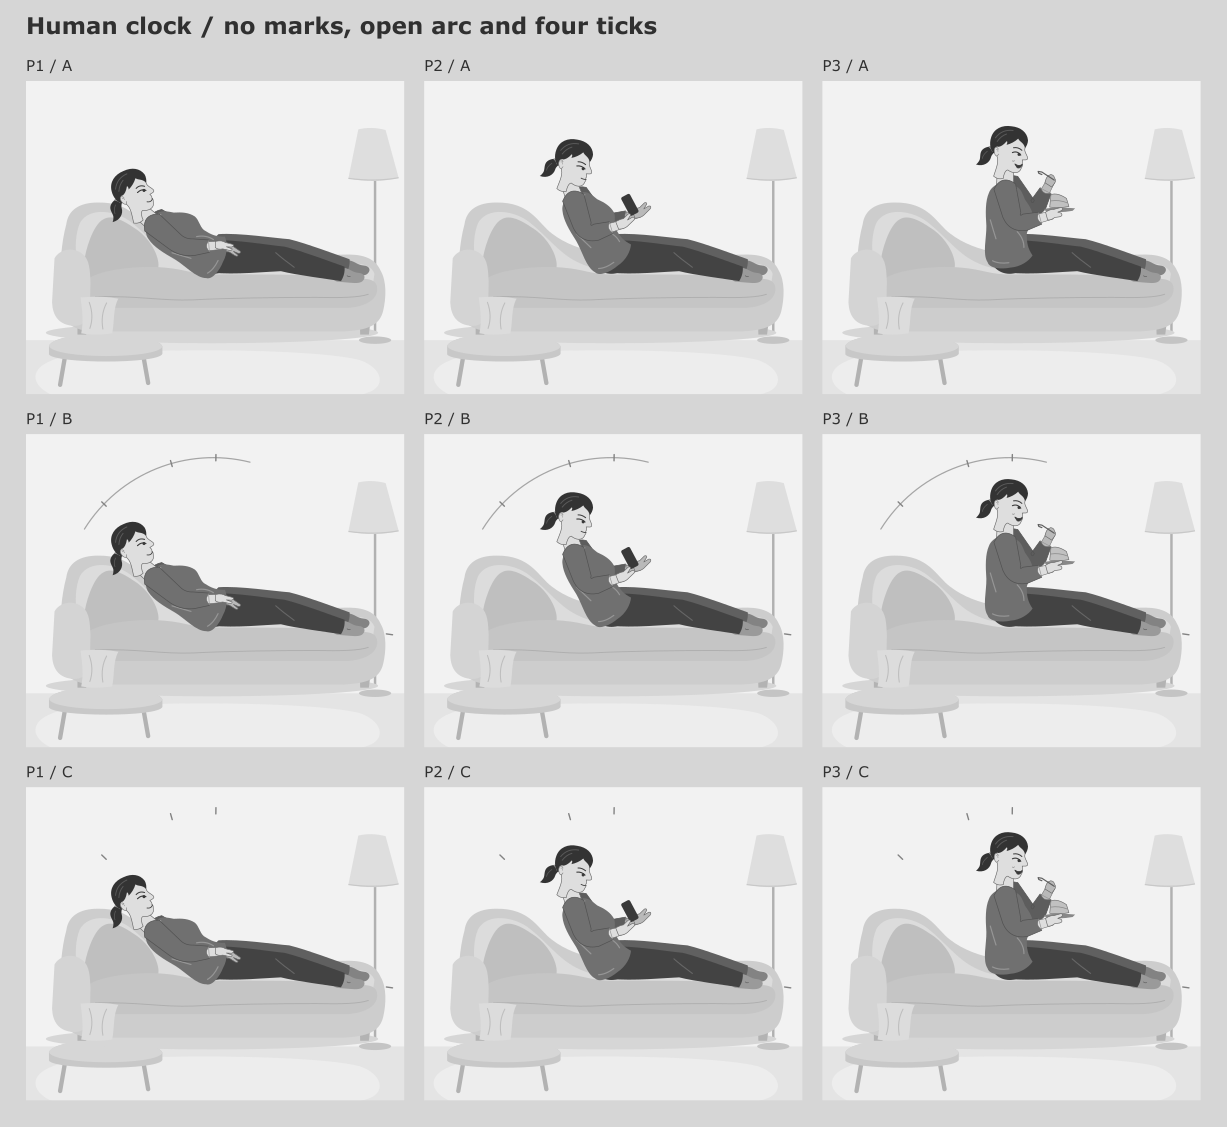 Human clock / no marks, open arc and four ticks
P1 / A
P2 / A
P3 / A
P1 / B
P2 / B
P3 / B
P1 / C
P2 / C
P3 / C